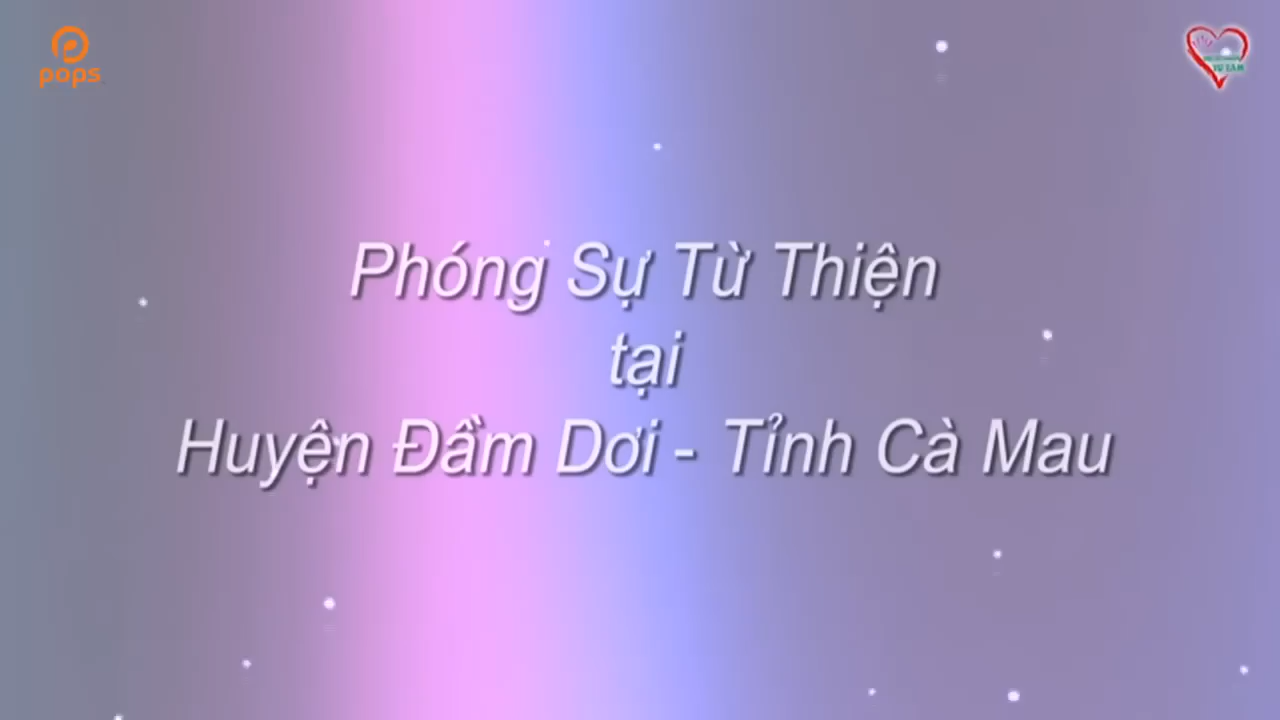 pops
Phóng Sự Từ Thiện
tại
Huyện Đầm Dơi - Tỉnh Cà Mau